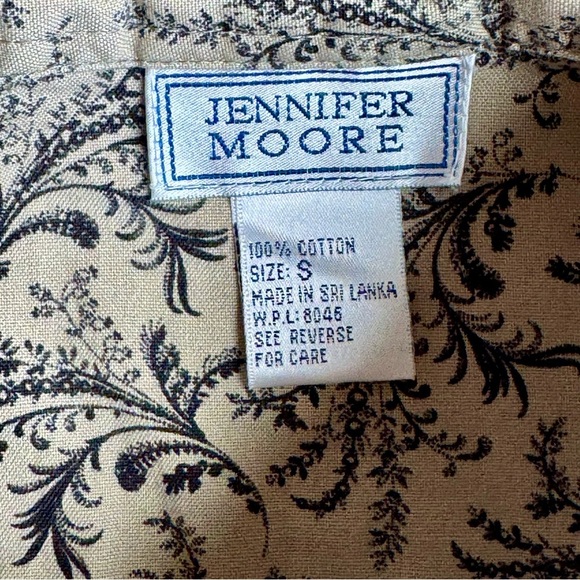 JENNIFER
MOORE
100% COTTON
SIZE: S
MADE IN SRI LANKA
W.P.L: 8046
SEE REVERSE
FOR CARE